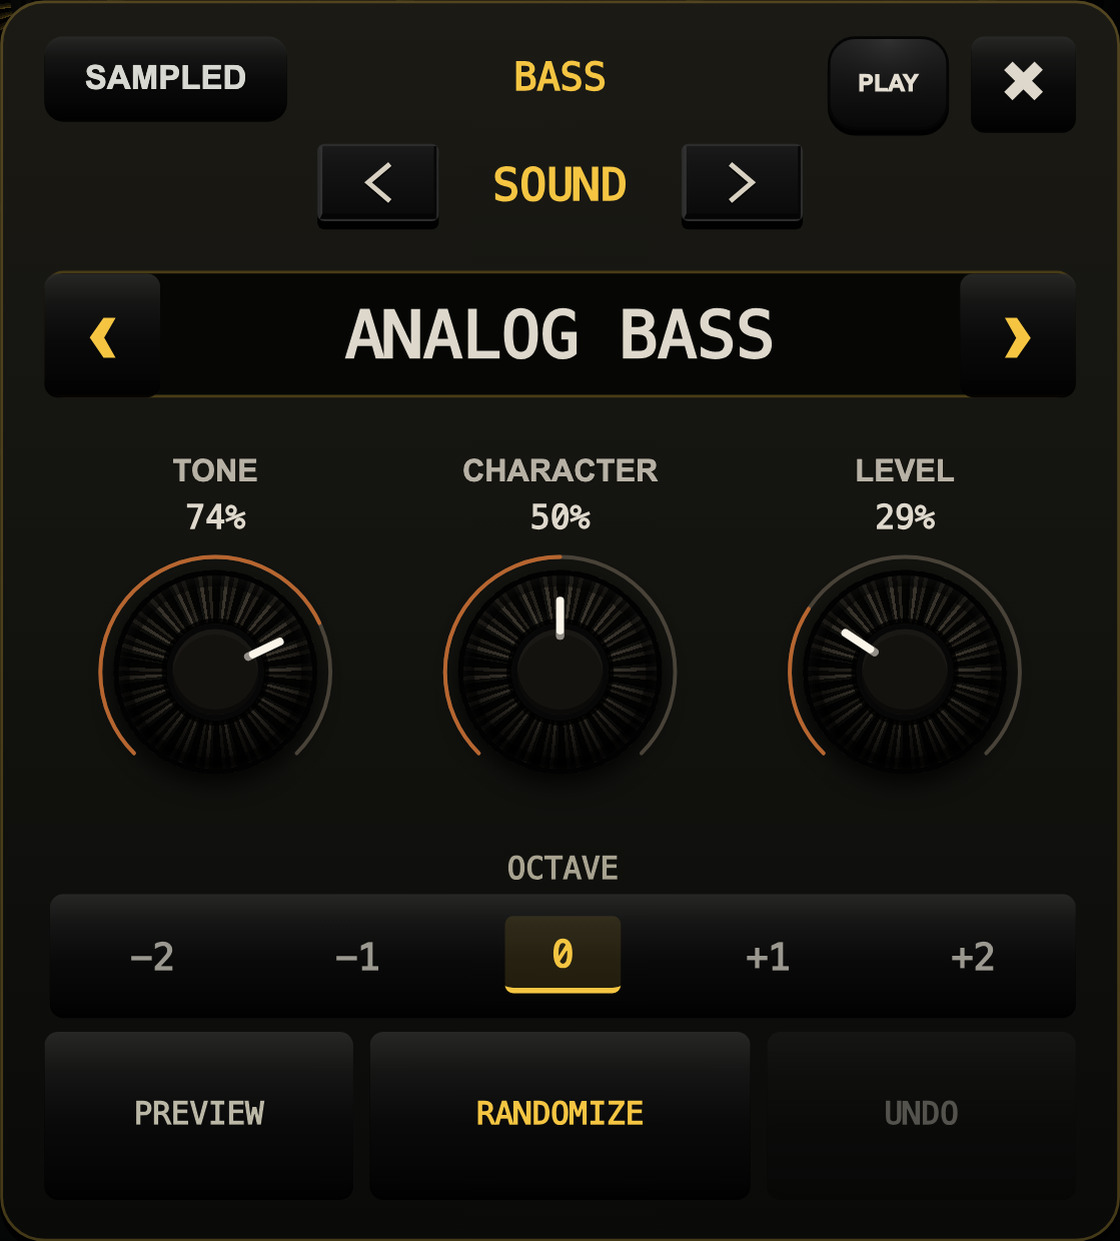 SAMPLED
BASS
PLAY
SOUND
ANALOG BASS
TONE
74%
CHARACTER
50%
LEVEL
29%
OCTAVE
−2 −1 0 +1 +2
PREVIEW
RANDOMIZE
UNDO